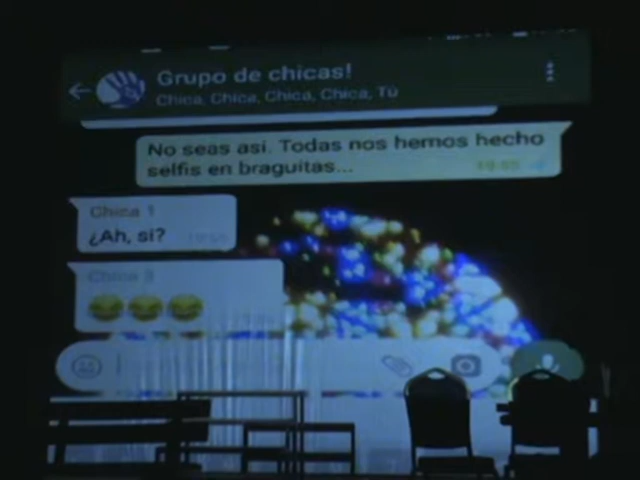 Grupo de chicas!
Chica, Chica, Chica, Chica, Tú
No seas así. Todas nos hemos hecho
selfis en braguitas...
Chica 1
¿Ah, si?
Chica 3